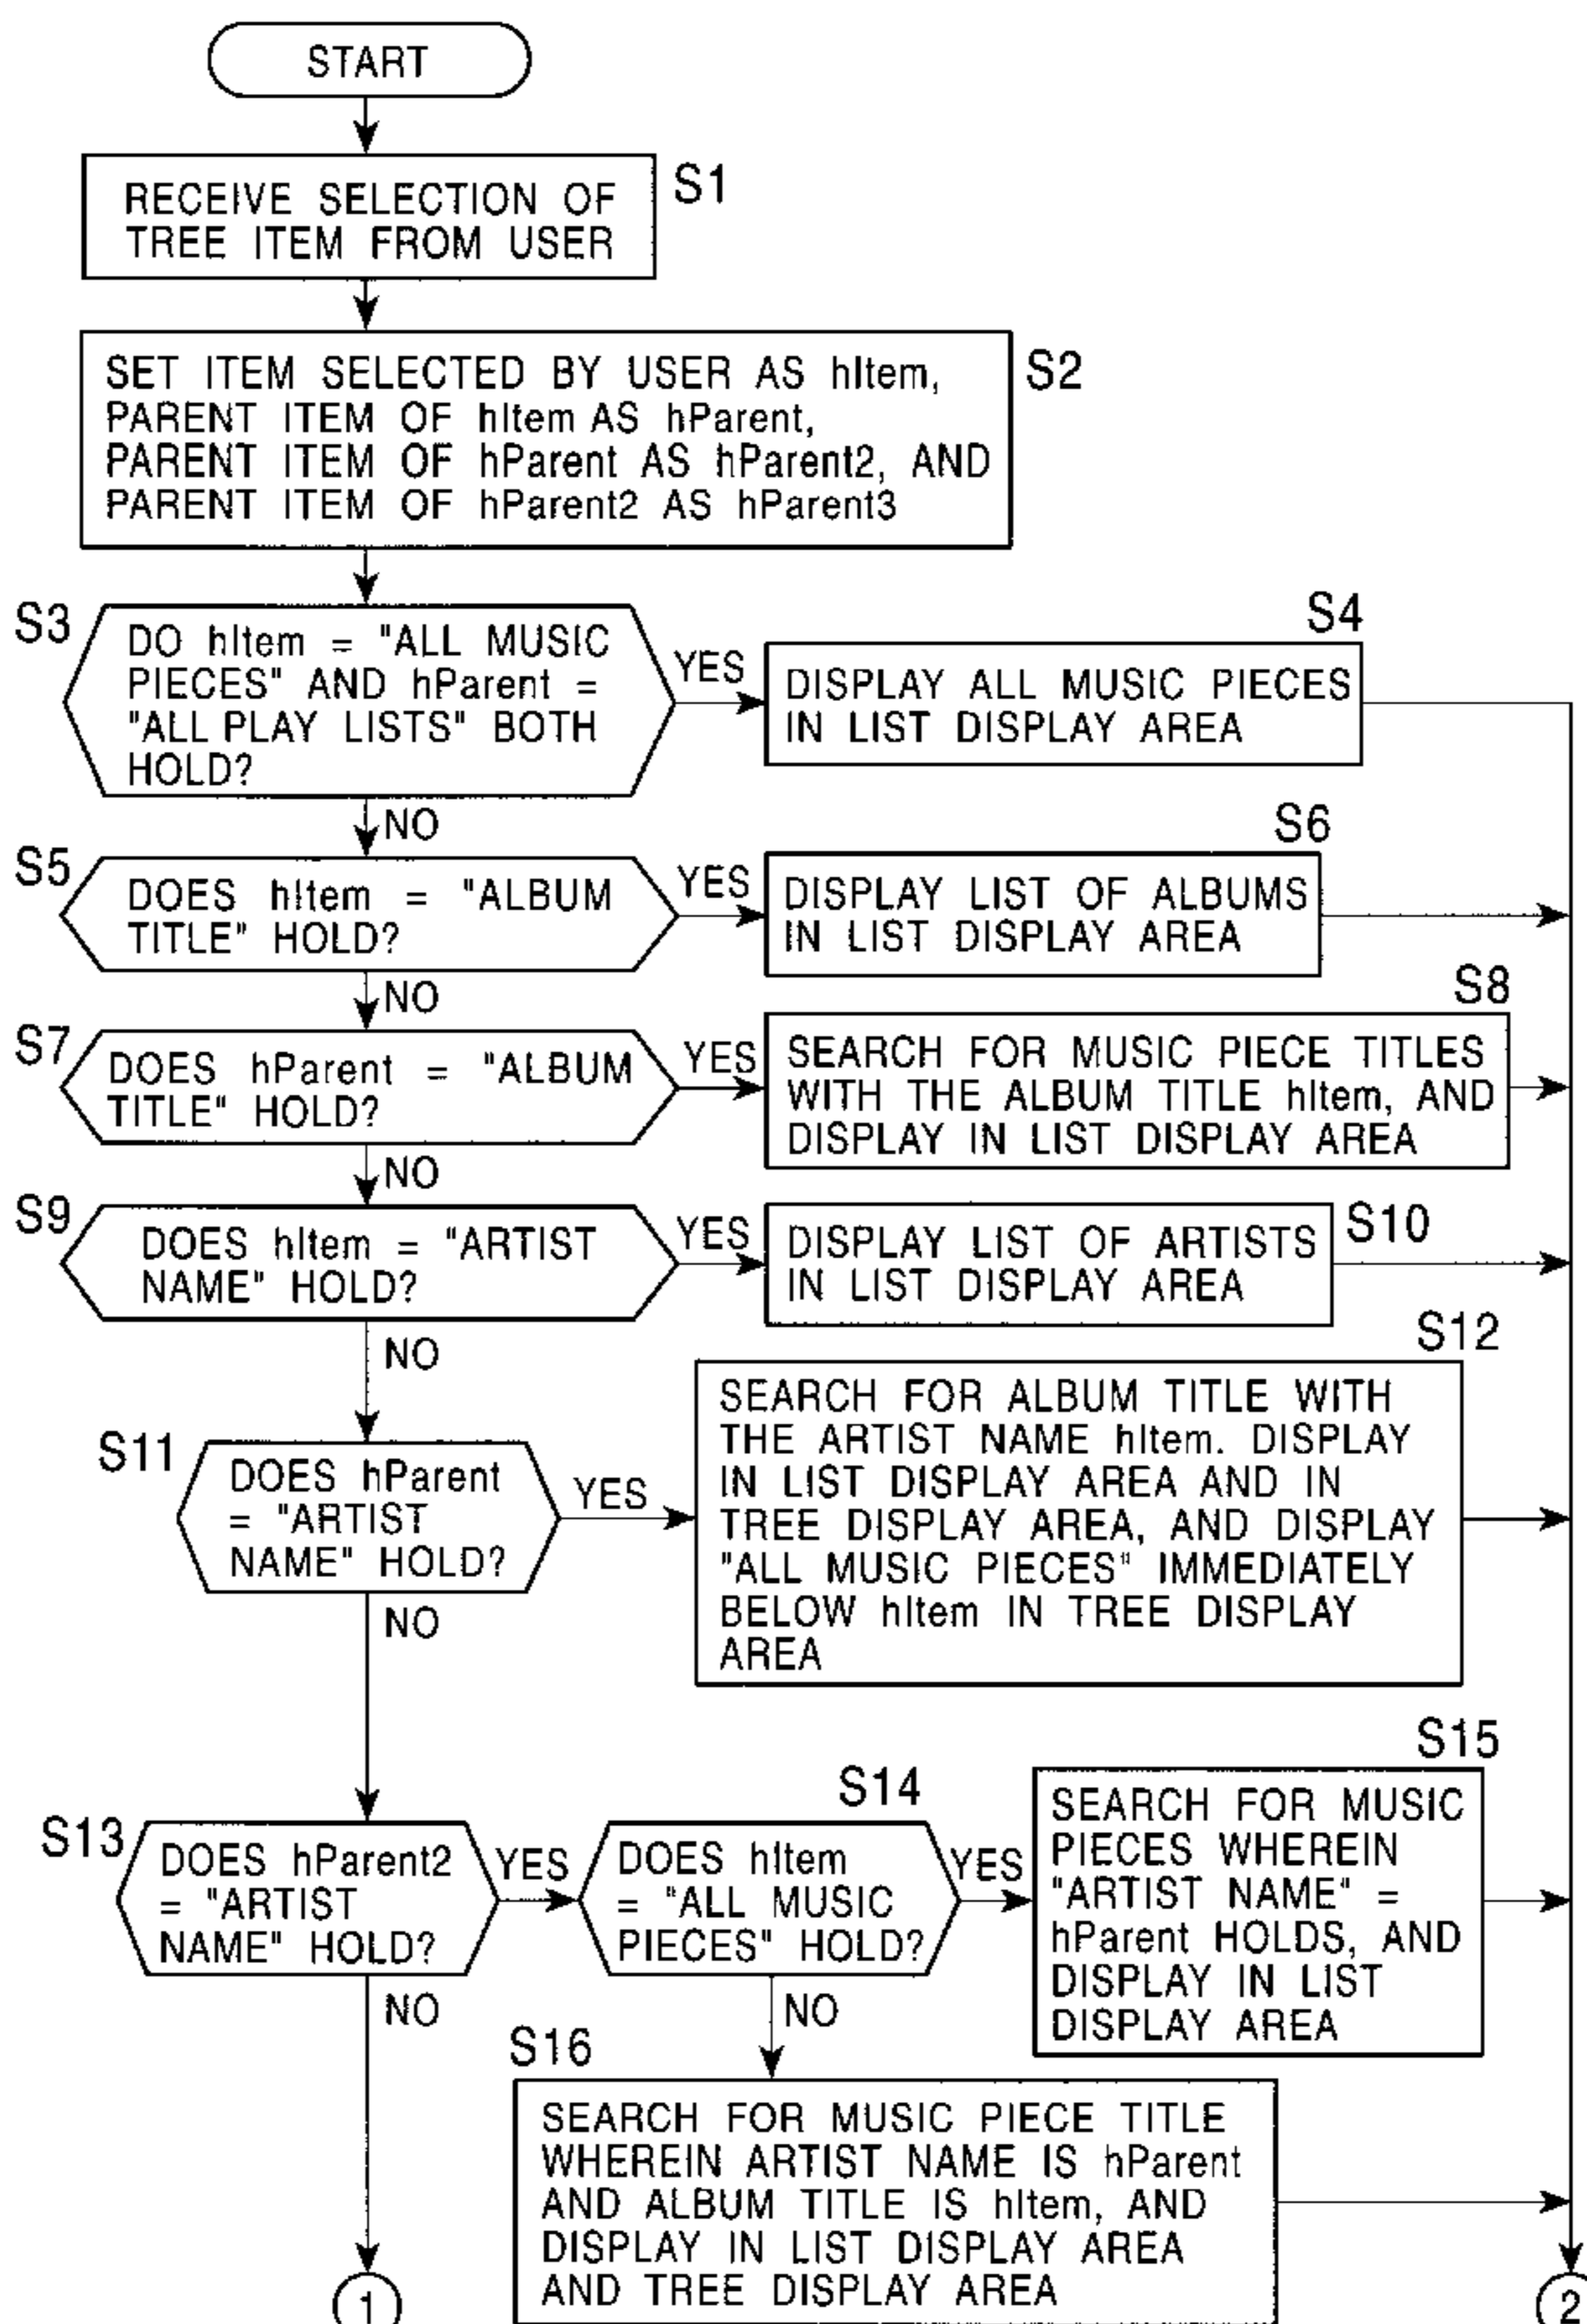 START
S1
RECEIVE SELECTION OF
TREE ITEM FROM USER
S2
SET ITEM SELECTED BY USER AS hItem,
PARENT ITEM OF hItem AS hParent,
PARENT ITEM OF hParent AS hParent2, AND
PARENT ITEM OF hParent2 AS hParent3
S3
DO hItem = "ALL MUSIC
PIECES" AND hParent =
"ALL PLAY LISTS" BOTH
HOLD?
YES
S4
DISPLAY ALL MUSIC PIECES
IN LIST DISPLAY AREA
NO
S5
DOES hItem = "ALBUM
TITLE" HOLD?
YES
S6
DISPLAY LIST OF ALBUMS
IN LIST DISPLAY AREA
NO
S7
DOES hParent = "ALBUM
TITLE" HOLD?
YES
S8
SEARCH FOR MUSIC PIECE TITLES
WITH THE ALBUM TITLE hItem, AND
DISPLAY IN LIST DISPLAY AREA
NO
S9
DOES hItem = "ARTIST
NAME" HOLD?
YES
S10
DISPLAY LIST OF ARTISTS
IN LIST DISPLAY AREA
NO
S11
DOES hParent
= "ARTIST
NAME" HOLD?
YES
S12
SEARCH FOR ALBUM TITLE WITH
THE ARTIST NAME hItem. DISPLAY
IN LIST DISPLAY AREA AND IN
TREE DISPLAY AREA, AND DISPLAY
"ALL MUSIC PIECES" IMMEDIATELY
BELOW hItem IN TREE DISPLAY
AREA
NO
S13
DOES hParent2
= "ARTIST
NAME" HOLD?
YES
S14
DOES hItem
= "ALL MUSIC
PIECES" HOLD?
YES
S15
SEARCH FOR MUSIC
PIECES WHEREIN
"ARTIST NAME" =
hParent HOLDS, AND
DISPLAY IN LIST
DISPLAY AREA
NO
NO
S16
SEARCH FOR MUSIC PIECE TITLE
WHEREIN ARTIST NAME IS hParent
AND ALBUM TITLE IS hItem, AND
DISPLAY IN LIST DISPLAY AREA
AND TREE DISPLAY AREA
1
2